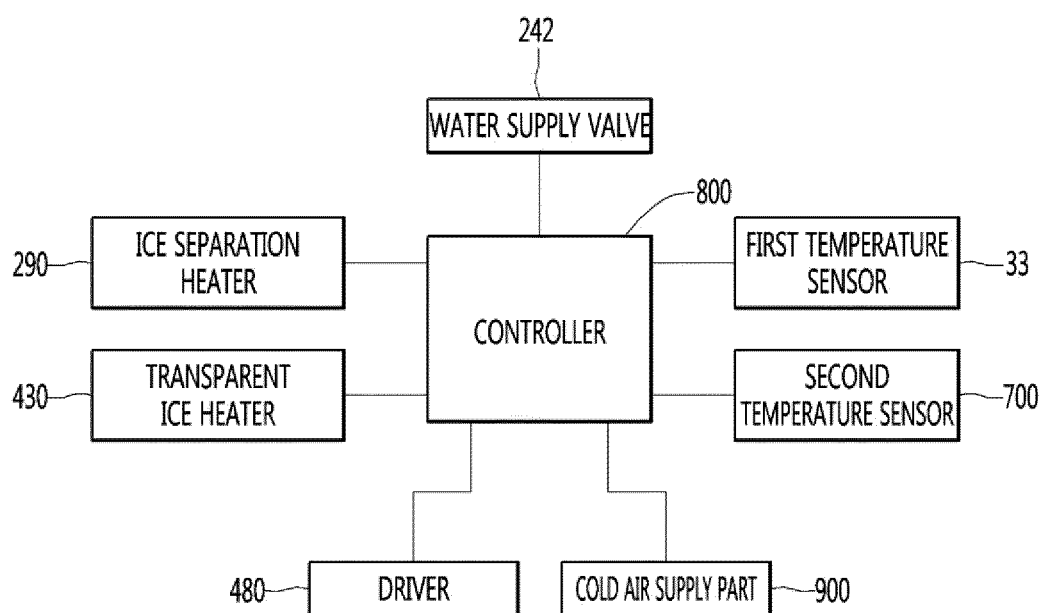 242
WATER SUPPLY VALVE
800
ICE SEPARATION
HEATER
290
FIRST TEMPERATURE
SENSOR
33
CONTROLLER
TRANSPARENT
ICE HEATER
430
SECOND
TEMPERATURE SENSOR
700
480
DRIVER
COLD AIR SUPPLY PART
900